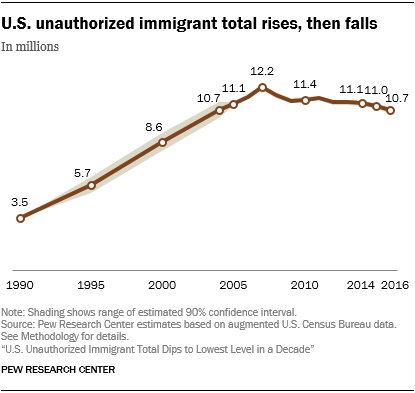 U.S. unauthorized immigrant total rises, then falls
In millions
3.5
5.7
8.6
10.7
11.1
12.2
11.4
11.1
11.0
10.7
1990 1995 2000 2005 2010 2014 2016
Note: Shading shows range of estimated 90% confidence interval.
Source: Pew Research Center estimates based on augmented U.S. Census Bureau data.
See Methodology for details.
“U.S. Unauthorized Immigrant Total Dips to Lowest Level in a Decade”
PEW RESEARCH CENTER